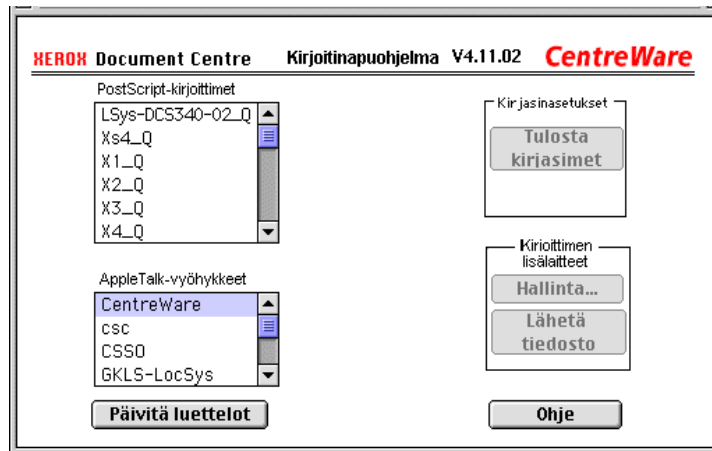 XEROX Document Centre Kirjoitinapuohjelma V4.11.02 CentreWare
PostScript-kirjoittimet
LSys-DCS340-02_Q
Xs4_Q
X1_Q
X2_Q
X3_Q
X4_Q
AppleTalk-vyöhykkeet
CentreWare
csc
CSSO
GKLS-LocSys
Päivitä luettelot
Kirjasinasetukset
Tulosta
kirjasimet
Kirioittimen
lisälaitteet
Hallinta...
Lähetä
tiedosto
Ohje